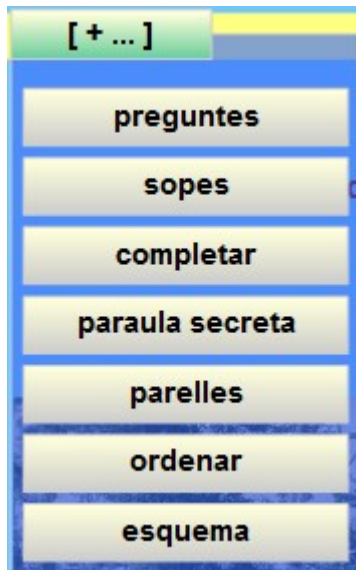 [ + ... ]
preguntes
sopes
completar
paraula secreta
parelles
ordenar
esquema